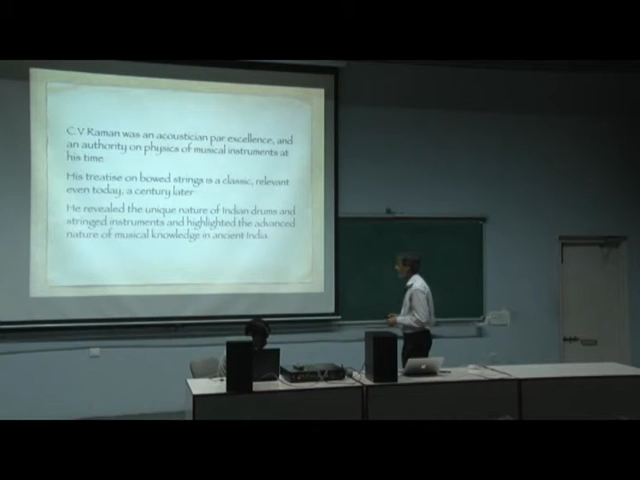 C.V Raman was an acoustician par excellence, and
an authority on physics of musical instruments at
his time
His treatise on bowed strings is a classic, relevant
even today, a century later
He revealed the unique nature of Indian drums and
stringed instruments and highlighted the advanced
nature of musical knowledge in ancient India